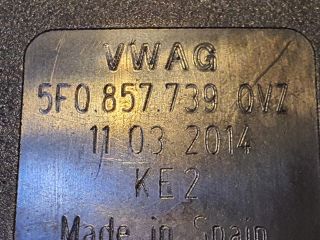 VWAG
5F0.857.739 0VZ
11 03 2014
KE2
Made in Spain